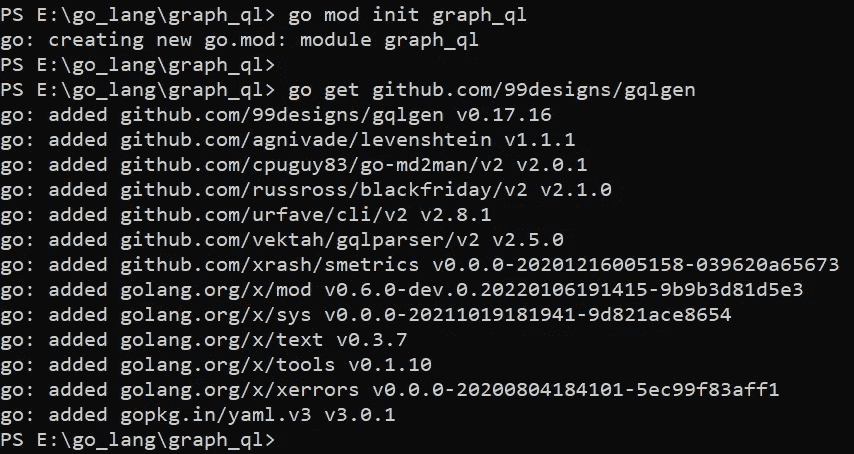 PS E:\go_lang\graph_ql> go mod init graph_ql
go: creating new go.mod: module graph_ql
PS E:\go_lang\graph_ql>
PS E:\go_lang\graph_ql> go get github.com/99designs/gqlgen
go: added github.com/99designs/gqlgen v0.17.16
go: added github.com/agnivade/levenshtein v1.1.1
go: added github.com/cpuguy83/go-md2man/v2 v2.0.1
go: added github.com/russross/blackfriday/v2 v2.1.0
go: added github.com/urfave/cli/v2 v2.8.1
go: added github.com/vektah/gqlparser/v2 v2.5.0
go: added github.com/xrash/smetrics v0.0.0-20201216005158-039620a65673
go: added golang.org/x/mod v0.6.0-dev.0.20220106191415-9b9b3d81d5e3
go: added golang.org/x/sys v0.0.0-20211019181941-9d821ace8654
go: added golang.org/x/text v0.3.7
go: added golang.org/x/tools v0.1.10
go: added golang.org/x/xerrors v0.0.0-20200804184101-5ec99f83aff1
go: added gopkg.in/yaml.v3 v3.0.1
PS E:\go_lang\graph_ql>